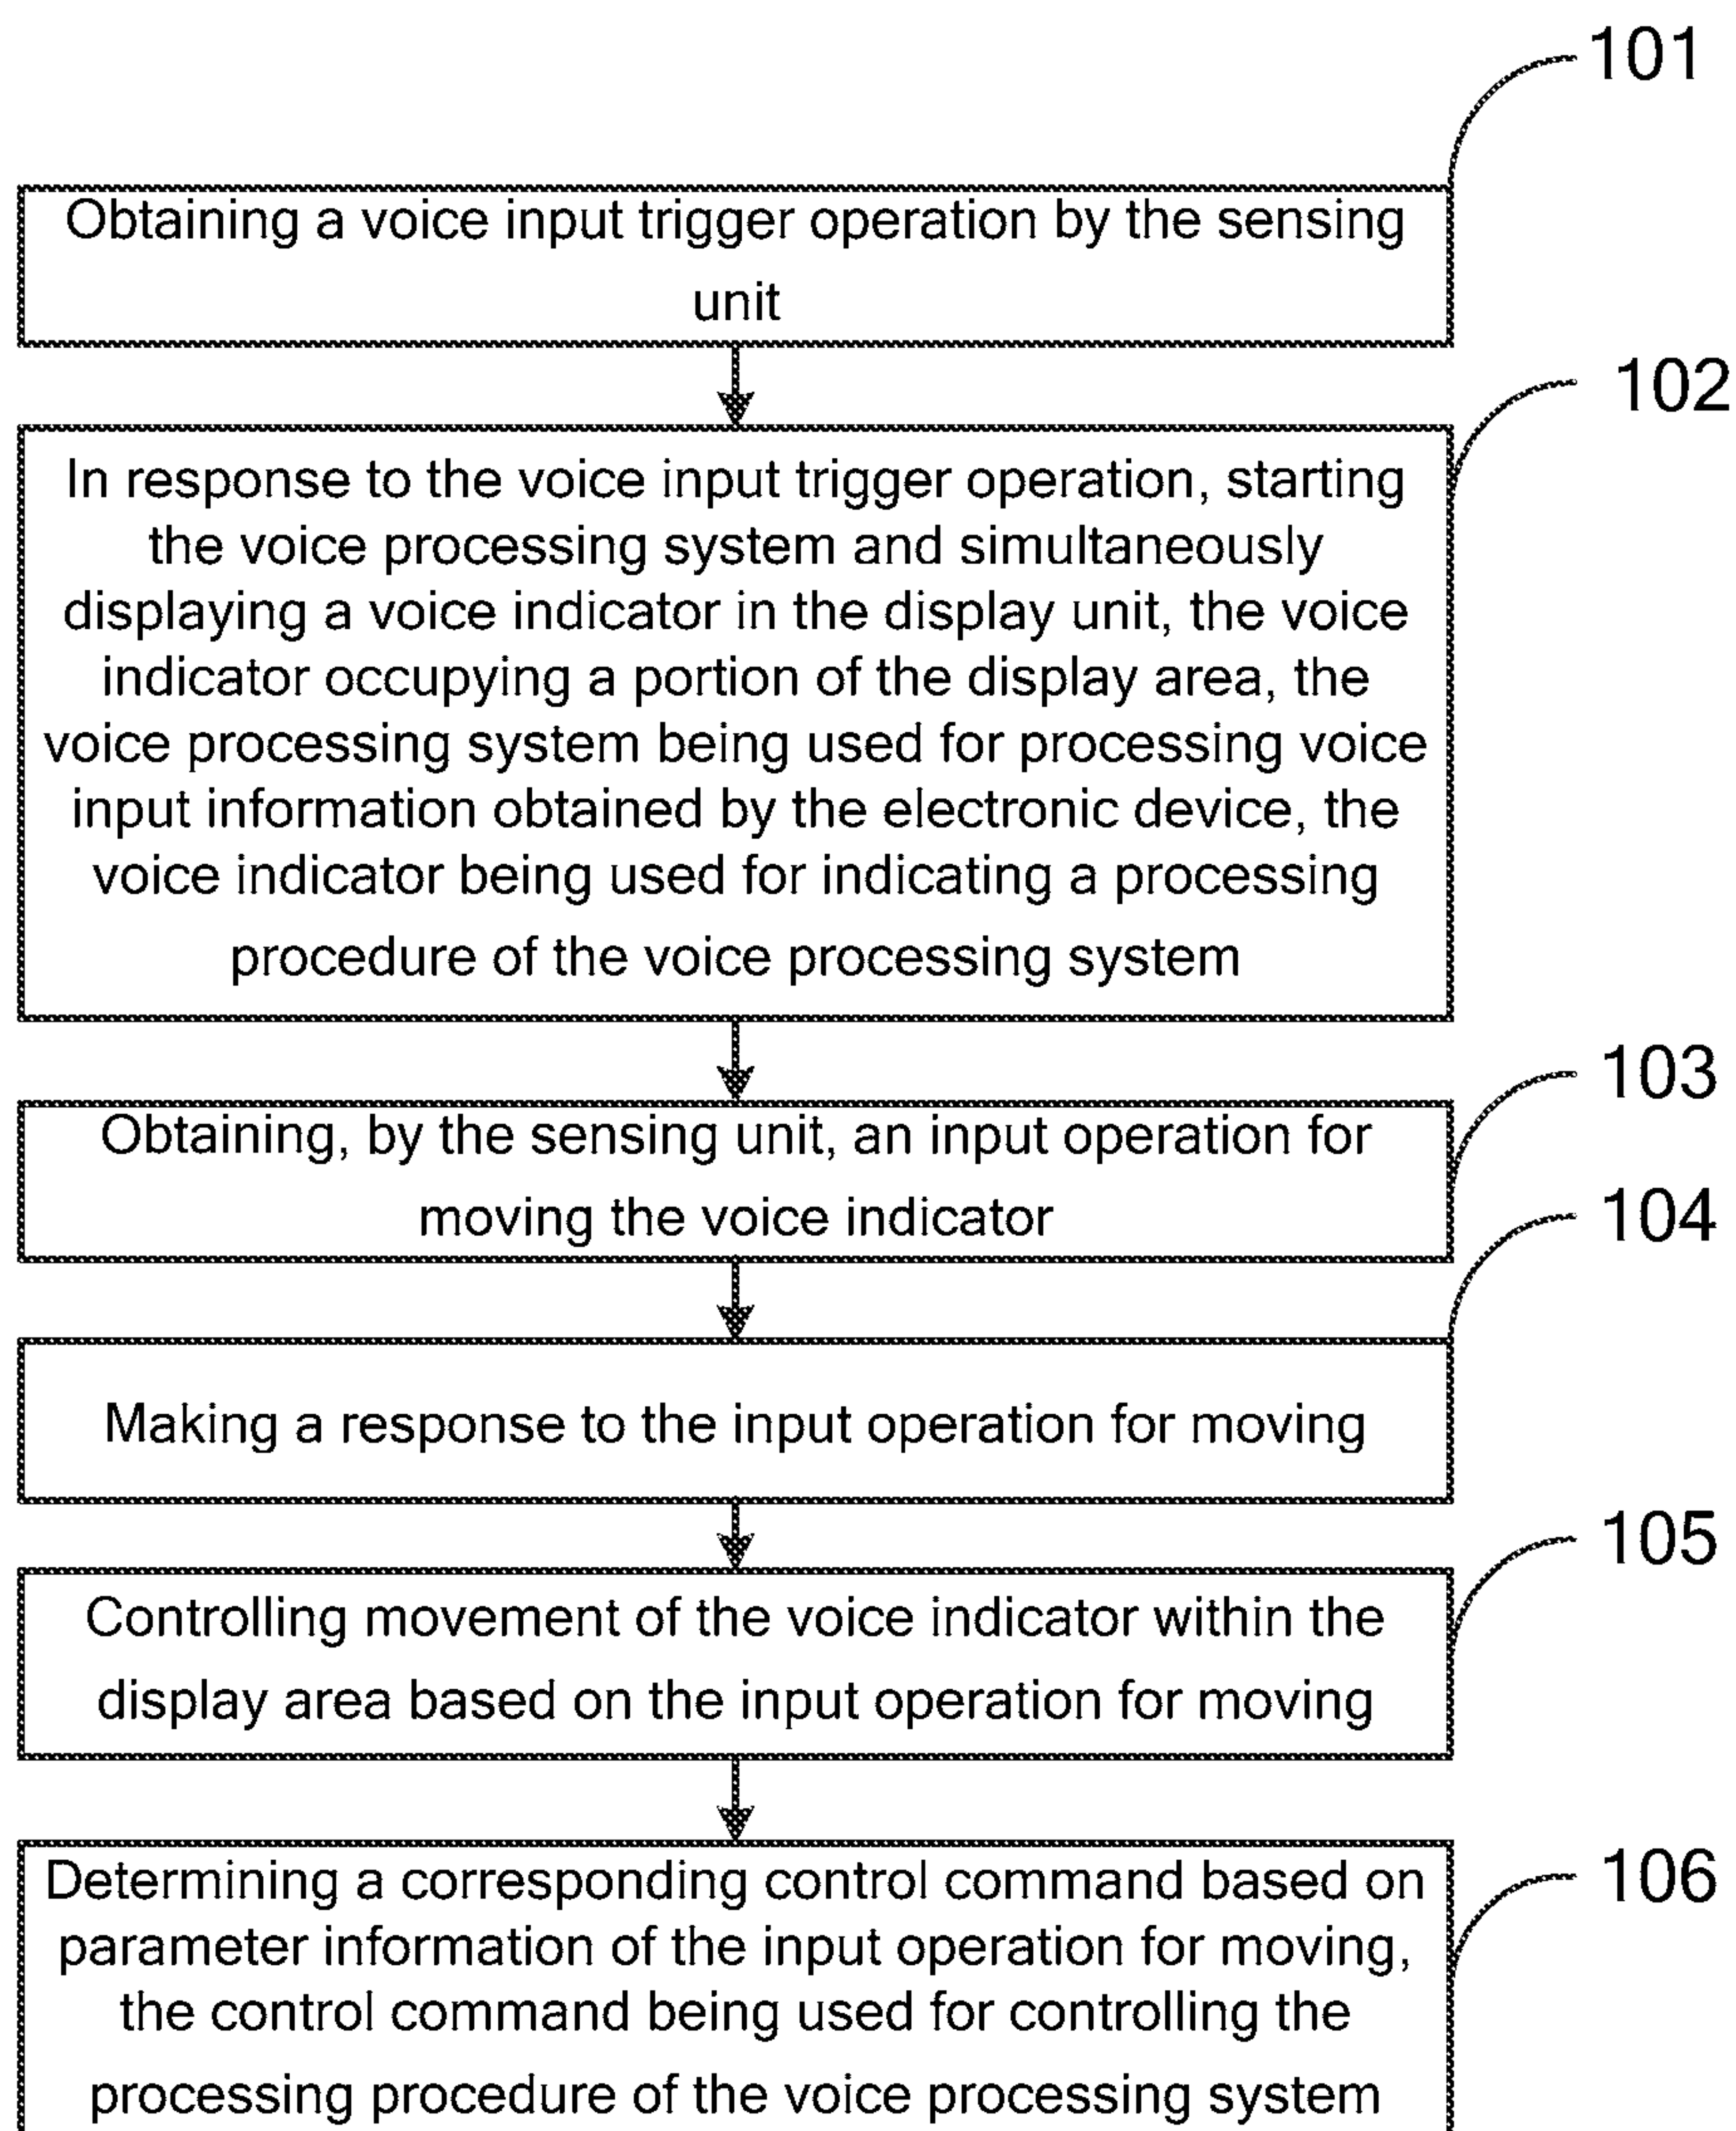 101
Obtaining a voice input trigger operation by the sensing
unit
102
In response to the voice input trigger operation, starting
the voice processing system and simultaneously
displaying a voice indicator in the display unit, the voice
indicator occupying a portion of the display area, the
voice processing system being used for processing voice
input information obtained by the electronic device, the
voice indicator being used for indicating a processing
procedure of the voice processing system
103
Obtaining, by the sensing unit, an input operation for
moving the voice indicator
104
Making a response to the input operation for moving
105
Controlling movement of the voice indicator within the
display area based on the input operation for moving
106
Determining a corresponding control command based on
parameter information of the input operation for moving,
the control command being used for controlling the
processing procedure of the voice processing system